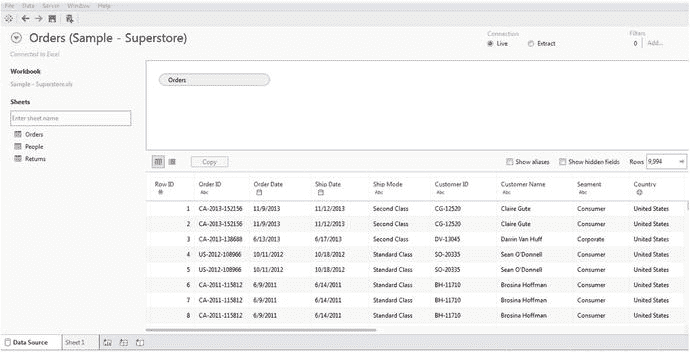 File Data Server Window Help
Orders (Sample - Superstore)
Connection
Live Extract
Filters
0 Add...
Connected to Excel
Workbook
Sample - Superstore.xls
Sheets
Enter sheet name
Orders
People
Returns
Orders
Copy Show aliases Show hidden fields Rows 9,994
Row ID Order ID Order Date Ship Date Ship Mode Customer ID Customer Name Segment Country
# Abc Abc Abc Abc Abc
1 CA-2013-152156 11/9/2013 11/12/2013 Second Class CG-12520 Claire Gute Consumer United States
2 CA-2013-152156 11/9/2013 11/12/2013 Second Class CG-12520 Claire Gute Consumer United States
3 CA-2013-138688 6/13/2013 6/17/2013 Second Class DV-13045 Darrin Van Huff Corporate United States
4 US-2012-108966 10/11/2012 10/18/2012 Standard Class SO-20335 Sean O'Donnell Consumer United States
5 US-2012-108966 10/11/2012 10/18/2012 Standard Class SO-20335 Sean O'Donnell Consumer United States
6 CA-2011-115812 6/9/2011 6/14/2011 Standard Class BH-11710 Brosina Hoffman Consumer United States
7 CA-2011-115812 6/9/2011 6/14/2011 Standard Class BH-11710 Brosina Hoffman Consumer United States
8 CA-2011-115812 6/9/2011 6/14/2011 Standard Class BH-11710 Brosina Hoffman Consumer United States
Data Source Sheet 1